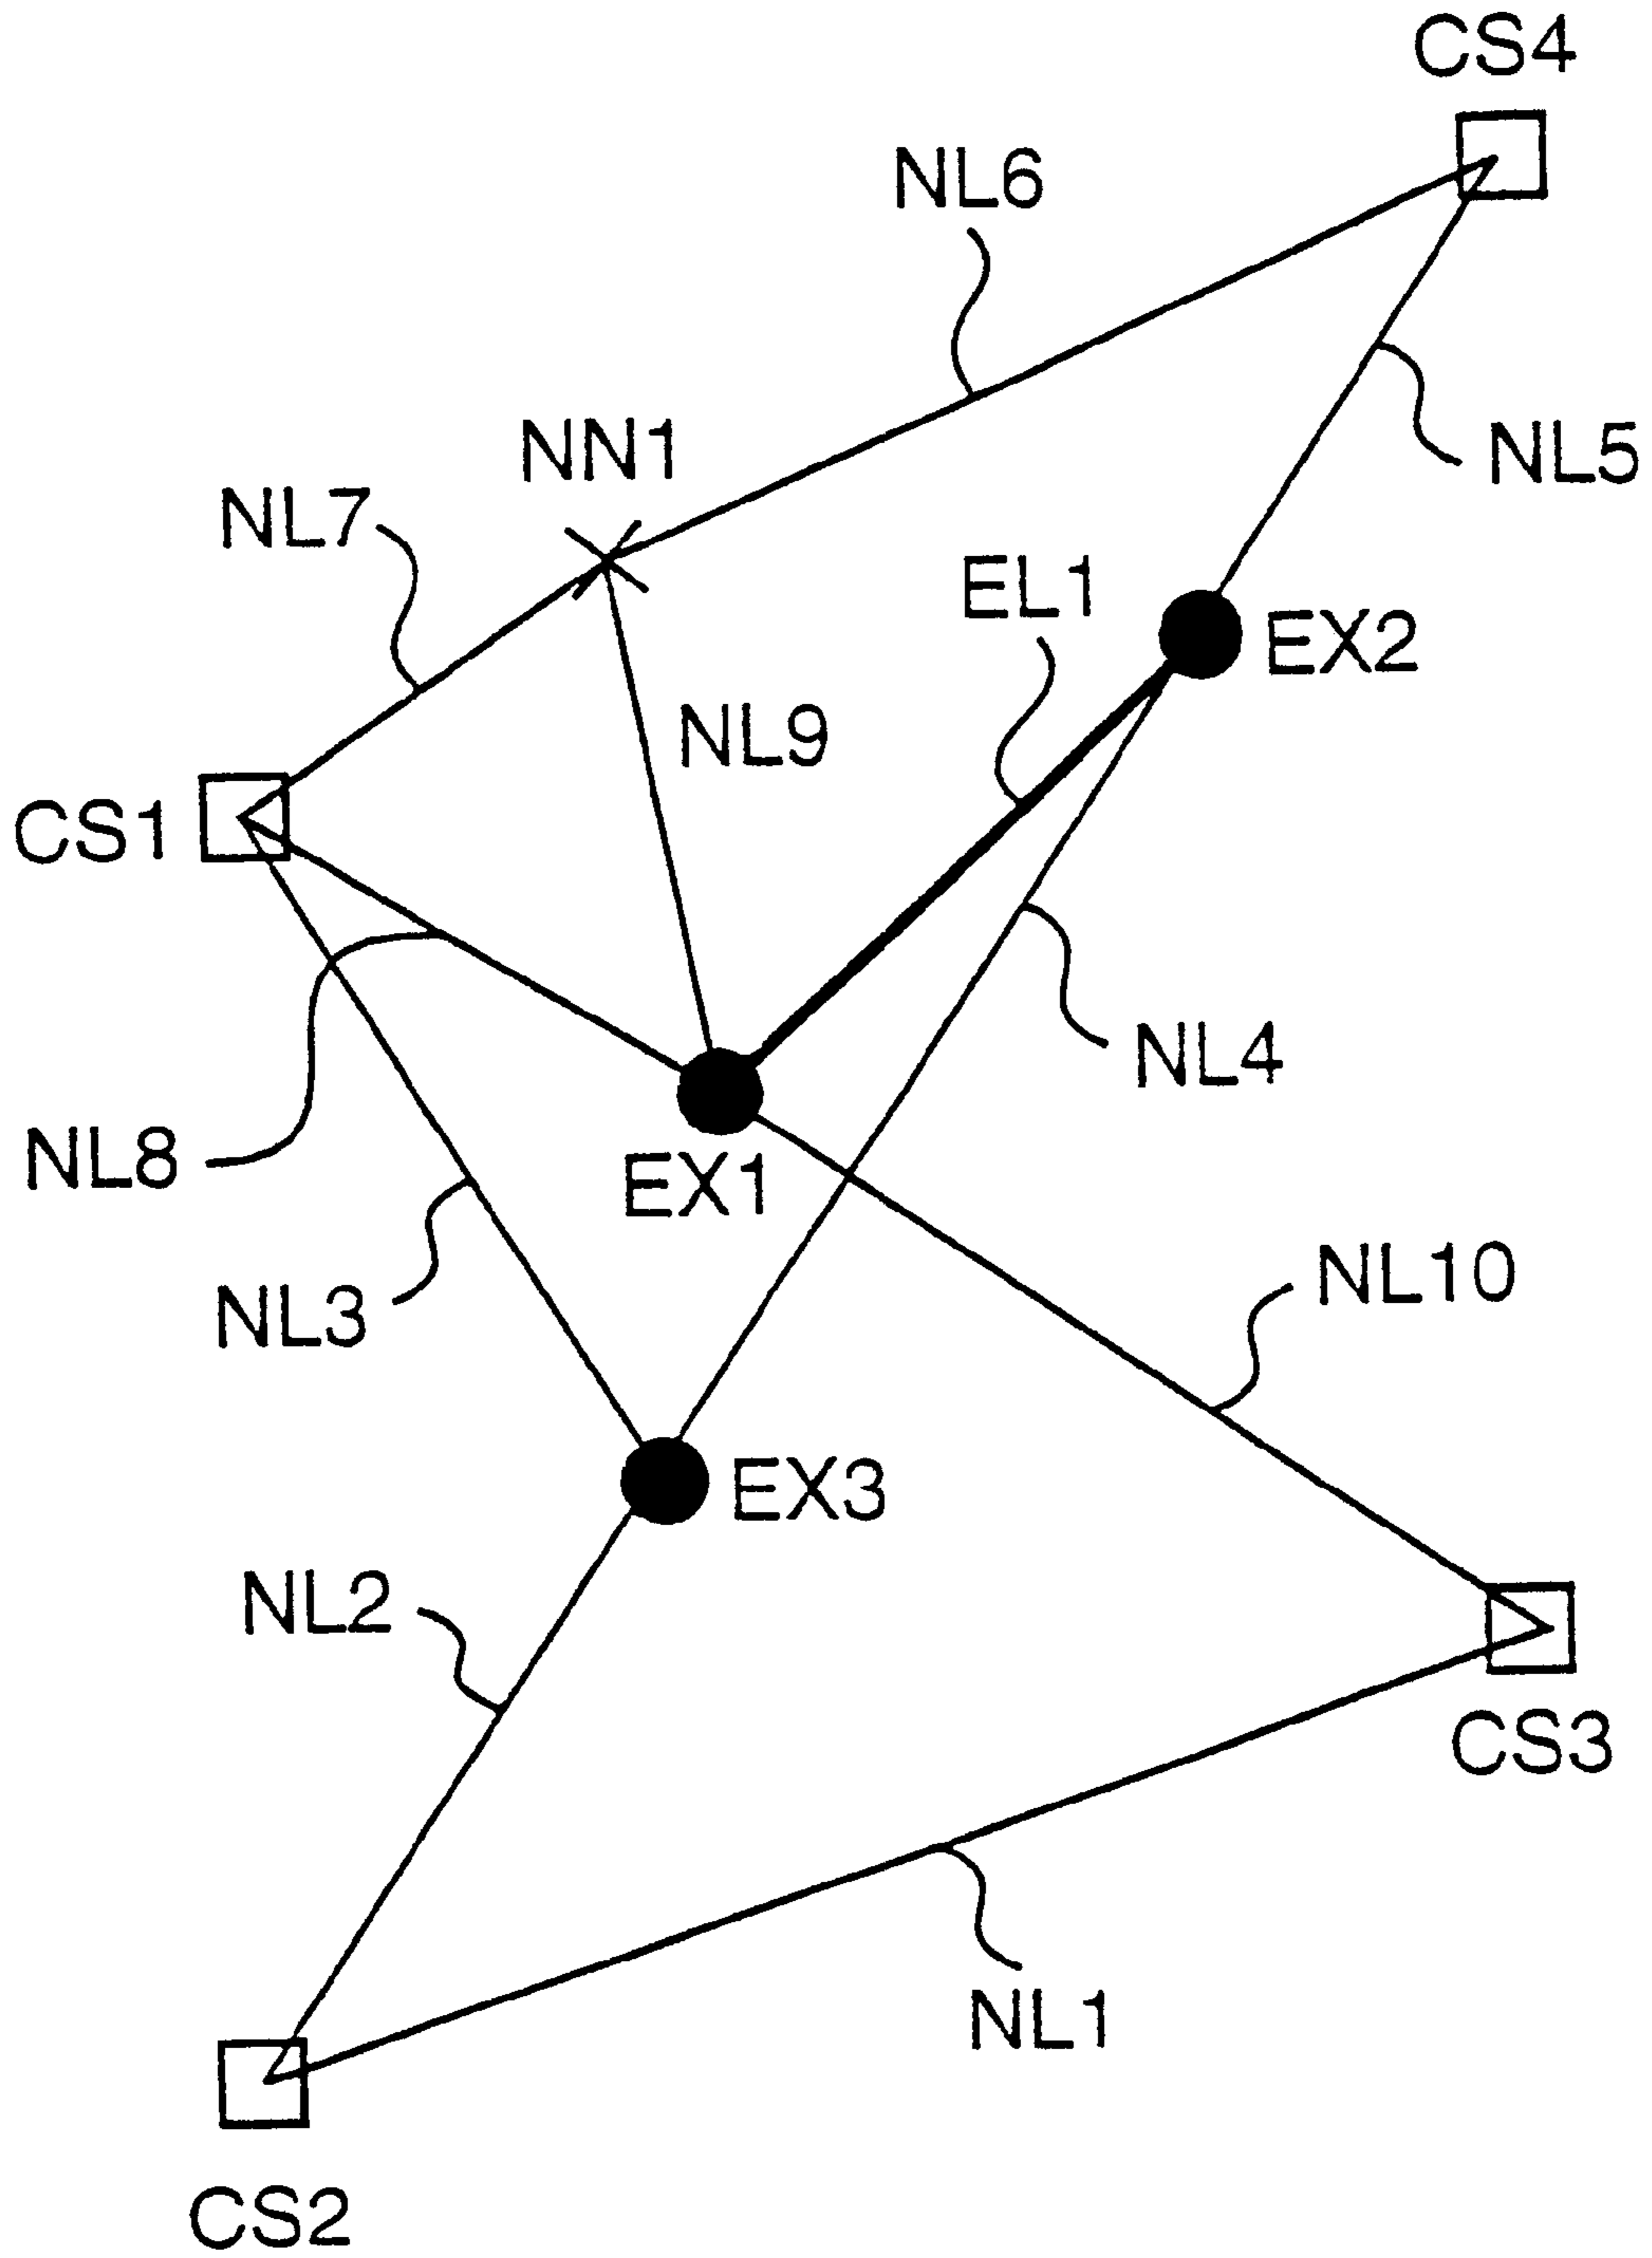 CS4
NL6
NN1
NL5
NL7
EL1
EX2
NL9
CS1
NL4
NL8
EX1
NL10
NL3
EX3
NL2
CS3
NL1
CS2